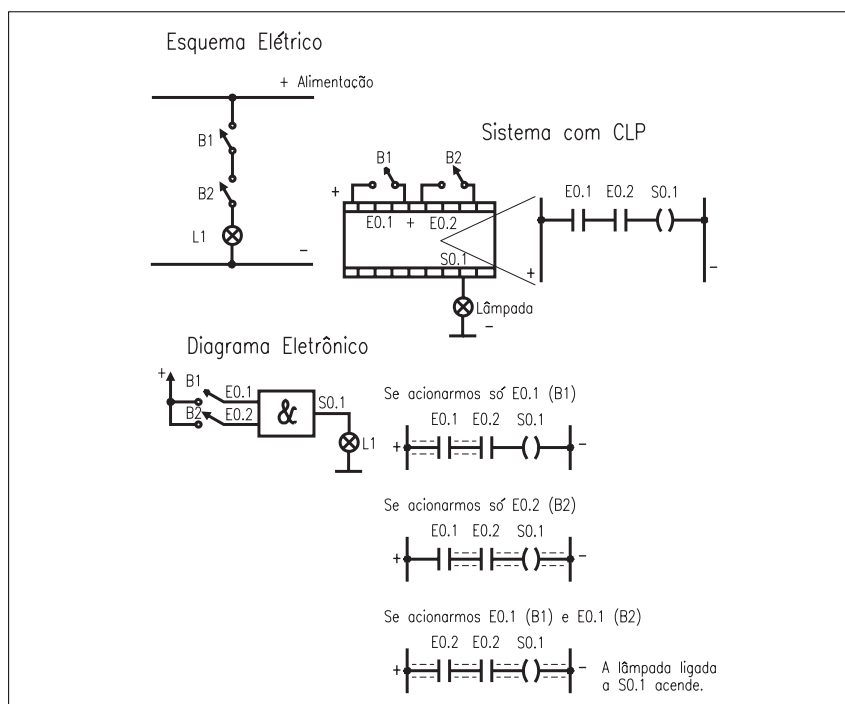 Esquema Elétrico
+ Alimentação
B1
B2
L1
-
Sistema com CLP
B1
B2
+
E0.1 + E0.2
S0.1
Lâmpada
-
E0.1 E0.2 S0.1
+
-
Diagrama Eletrônico
+
B1
E0.1
B2
E0.2
&
S0.1
L1
Se acionarmos só E0.1 (B1)
E0.1 E0.2 S0.1
+ -
Se acionarmos só E0.2 (B2)
E0.1 E0.2 S0.1
+ -
Se acionarmos E0.1 (B1) e E0.1 (B2)
E0.2 E0.2 S0.1
+ -
A lâmpada ligada
a S0.1 acende.